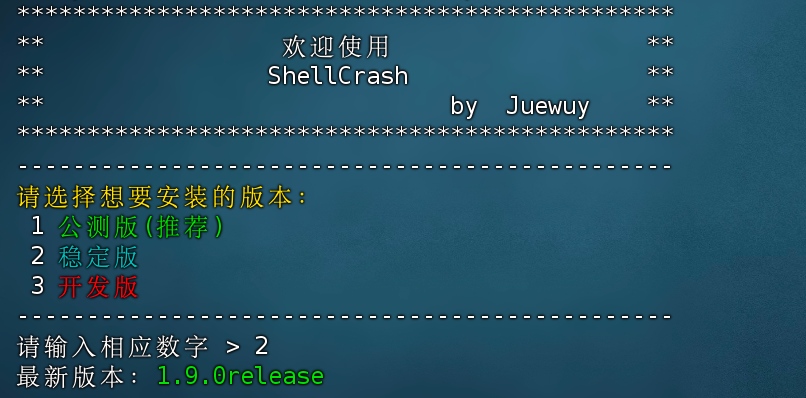 ***********************************************
** 欢迎使用 **
** ShellCrash **
** by Juewuy **
***********************************************
-----------------------------------------------
请选择想要安装的版本：
1 公测版(推荐)
2 稳定版
3 开发版
-----------------------------------------------
请输入相应数字 > 2
最新版本：1.9.0release